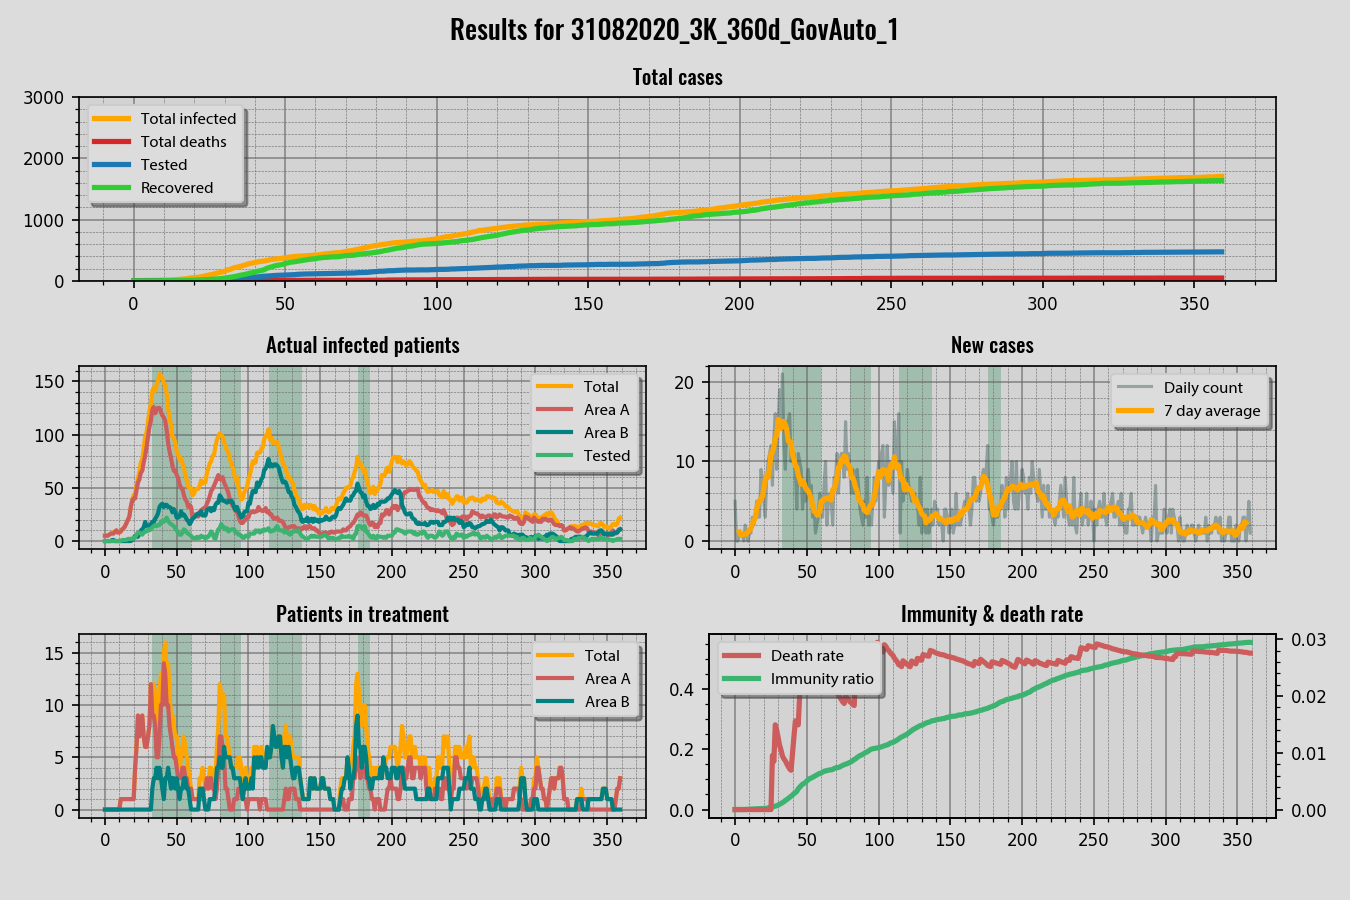 Results for 31082020_3K_360d_GovAuto_1
Total cases
3000
2000
1000
0
Total infected
Total deaths
Tested
Recovered
0 50 100 150 200 250 300 350
Actual infected patients
150
100
50
0
Total
Area A
Area B
Tested
0 50 100 150 200 250 300 350
New cases
20
10
0
Daily count
7 day average
0 50 100 150 200 250 300 350
Patients in treatment
15
10
5
0
Total
Area A
Area B
0 50 100 150 200 250 300 350
Immunity & death rate
0.4
0.2
0.0
Death rate
Immunity ratio
0.03
0.02
0.01
0.00
0 50 100 150 200 250 300 350